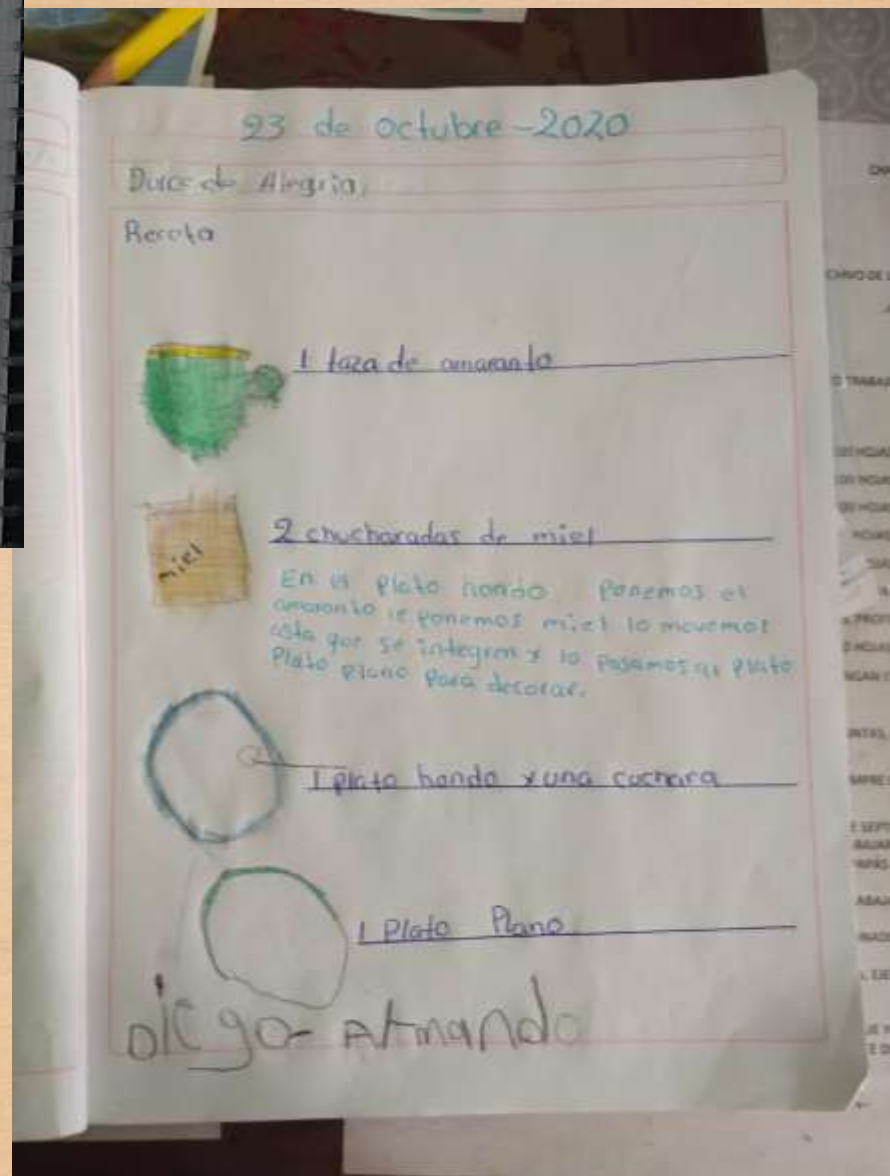 23 de octubre - 2020
Dulce de Alegria.
Receta
1 taza de amaranto
miel
2 chucharadas de miel
En el Plato hondo Ponemos el
amaranto le ponemos miel lo movemos
asta que se integren y lo Pasamos al Plato
Plato Plano Para decorar.
1 plato hondo y una cuchara
1 Plato Plano
Diego Armando